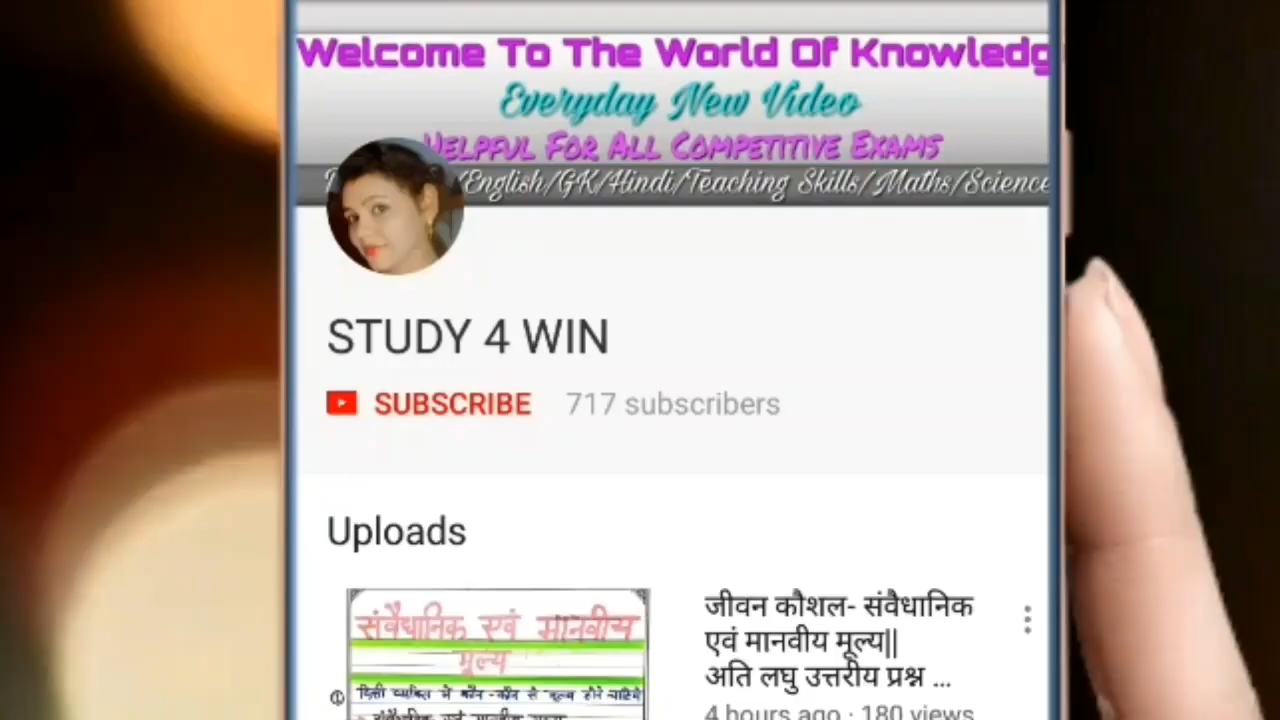 Welcome To The World Of Knowledg
Everyday New Video
Helpful For All Competitive Exams
/English/GK/Hindi/Teaching Skills/Maths/Science
STUDY 4 WIN
SUBSCRIBE 717 subscribers
Uploads
संवैधानिक एवं मानवीय
मूल्य
जीवन कौशल- संवैधानिक
एवं मानवीय मूल्य||
अति लघु उत्तरीय प्रश्न ...
① किसी व्यक्ति में कौन-कौन से मूल्य होने चाहिये
4 hours ago · 180 views